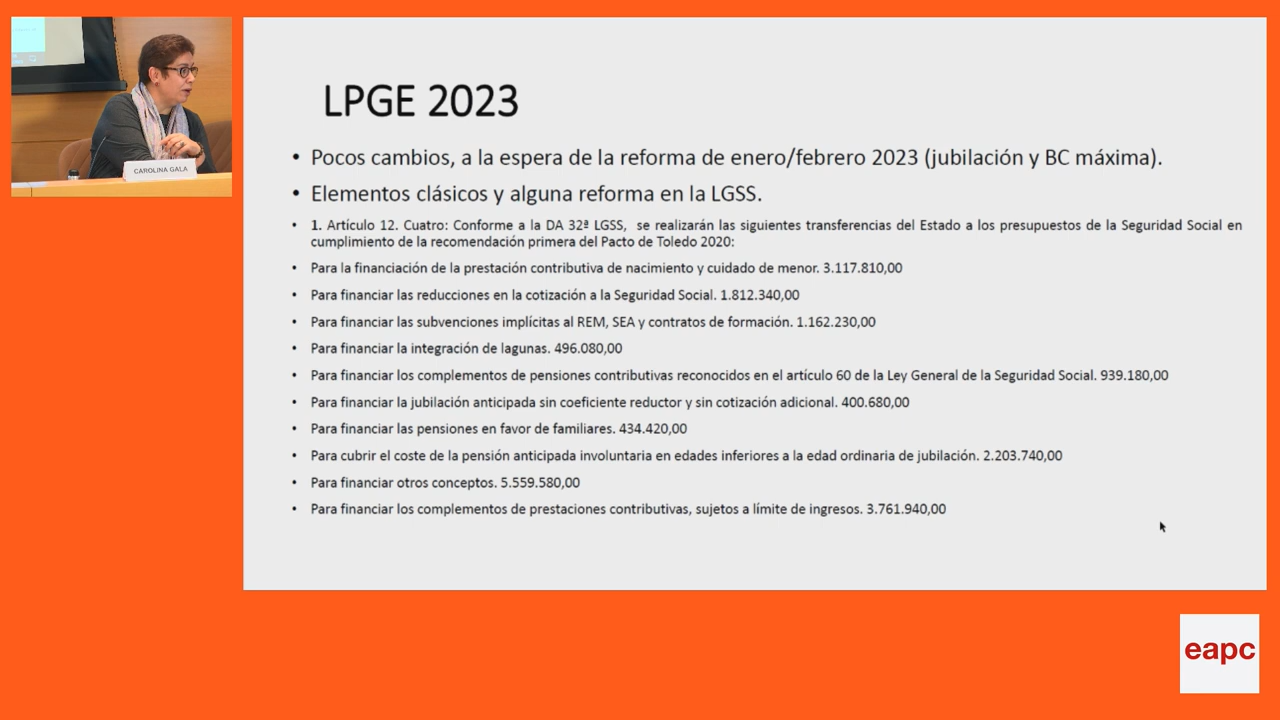 CAROLINA GALA
LPGE 2023
• Pocos cambios, a la espera de la reforma de enero/febrero 2023 (jubilación y BC máxima).
• Elementos clásicos y alguna reforma en la LGSS.
• 1. Artículo 12. Cuatro: Conforme a la DA 32ª LGSS, se realizarán las siguientes transferencias del Estado a los presupuestos de la Seguridad Social en
cumplimiento de la recomendación primera del Pacto de Toledo 2020:
• Para la financiación de la prestación contributiva de nacimiento y cuidado de menor. 3.117.810,00
• Para financiar las reducciones en la cotización a la Seguridad Social. 1.812.340,00
• Para financiar las subvenciones implícitas al REM, SEA y contratos de formación. 1.162.230,00
• Para financiar la integración de lagunas. 496.080,00
• Para financiar los complementos de pensiones contributivas reconocidos en el artículo 60 de la Ley General de la Seguridad Social. 939.180,00
• Para financiar la jubilación anticipada sin coeficiente reductor y sin cotización adicional. 400.680,00
• Para financiar las pensiones en favor de familiares. 434.420,00
• Para cubrir el coste de la pensión anticipada involuntaria en edades inferiores a la edad ordinaria de jubilación. 2.203.740,00
• Para financiar otros conceptos. 5.559.580,00
• Para financiar los complementos de prestaciones contributivas, sujetos a límite de ingresos. 3.761.940,00
eapc